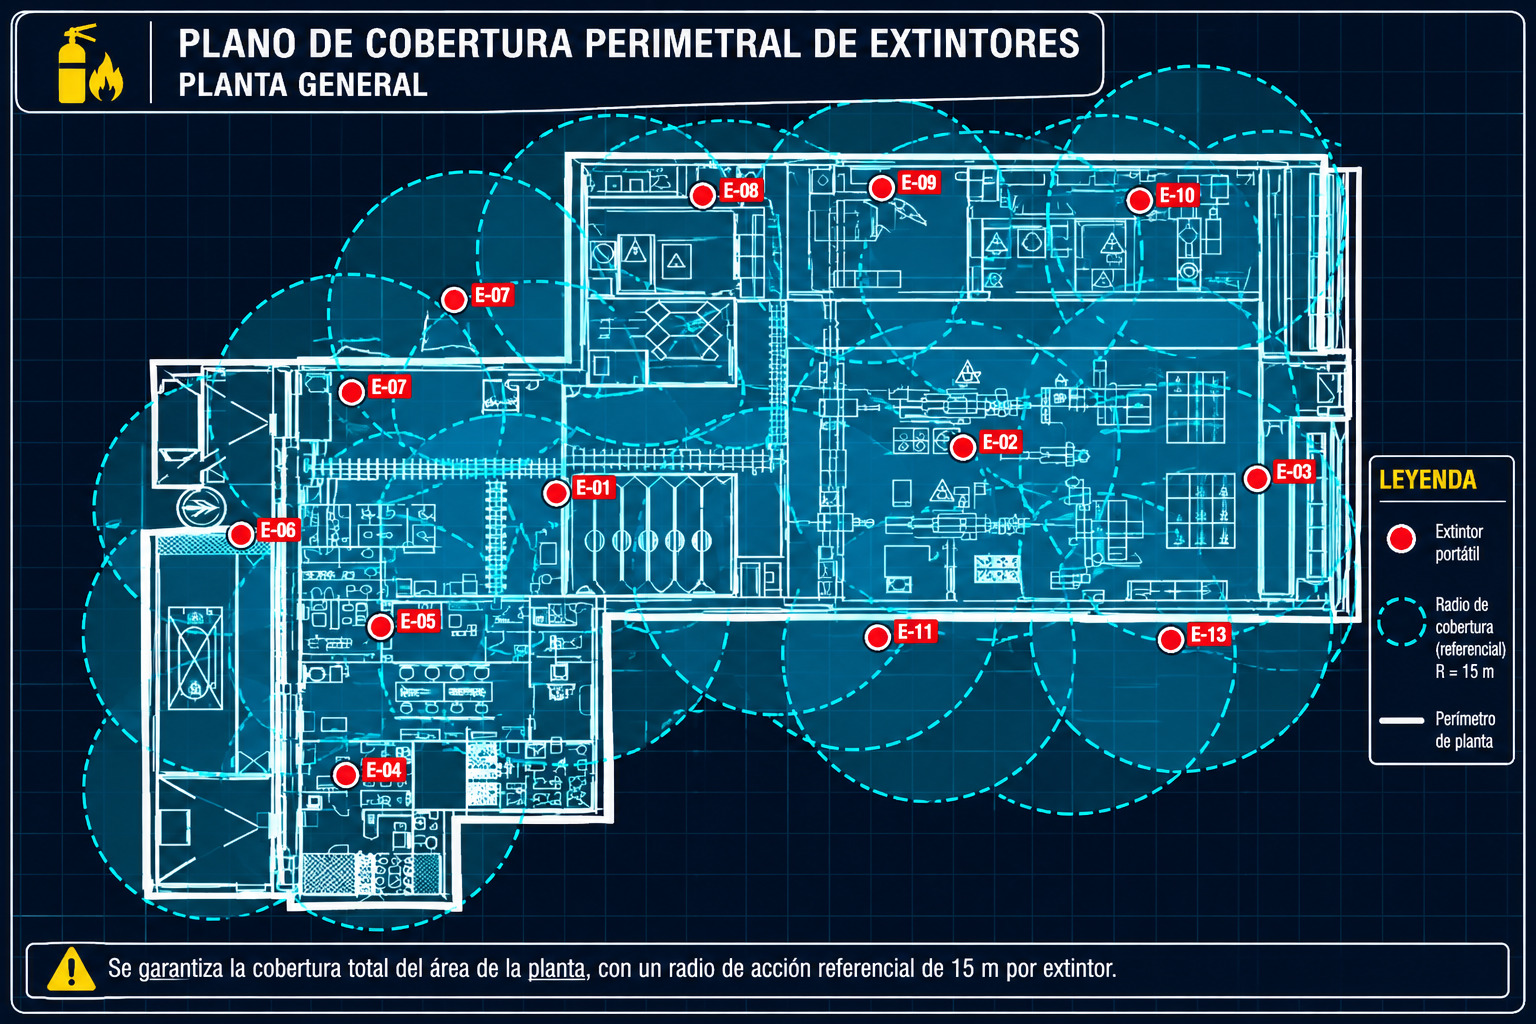 PLANO DE COBERTURA PERIMETRAL DE EXTINTORES
PLANTA GENERAL
E-08
E-09
E-10
E-07
E-07
E-02
E-03
E-01
E-06
E-05
E-11
E-13
E-04
LEYENDA
Extintor
portátil
Radio de
cobertura
(referencial)
R = 15 m
Perímetro
de planta
Se garantiza la cobertura total del área de la planta, con un radio de acción referencial de 15 m por extintor.